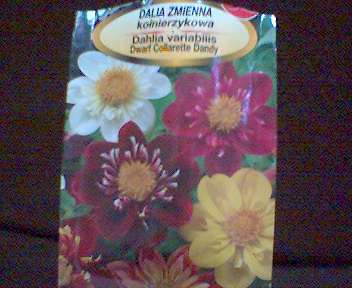 DALIA ZMIENNA
kołnierzykowa
Dahlia variabilis
Dwarf Collarette Dandy